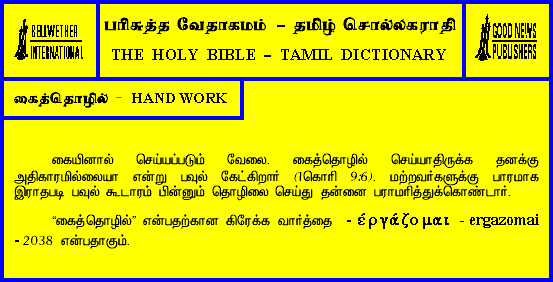 BELLWETHER
INTERNATIONAL
பரிசுத்த வேதாகமம் – தமிழ் சொல்லகராதி
THE HOLY BIBLE – TAMIL DICTIONARY
GOOD NEWS
PUBLISHERS
கைத்தொழில் – HAND WORK
கையினால் செய்யப்படும் வேலை. கைத்தொழில் செய்யாதிருக்க தனக்கு
அதிகாரமில்லையா என்று பவுல் கேட்கிறார் (1கொரி 9:6). மற்றவர்களுக்கு பாரமாக
இராதபடி பவுல் கூடாரம் பின்னும் தொழிலை செய்து தன்னை பராமரித்துக்கொண்டார்.
“கைத்தொழில்” என்பதற்கான கிரேக்க வார்த்தை - έργάζομαι - ergazomai
- 2038 என்பதாகும்.